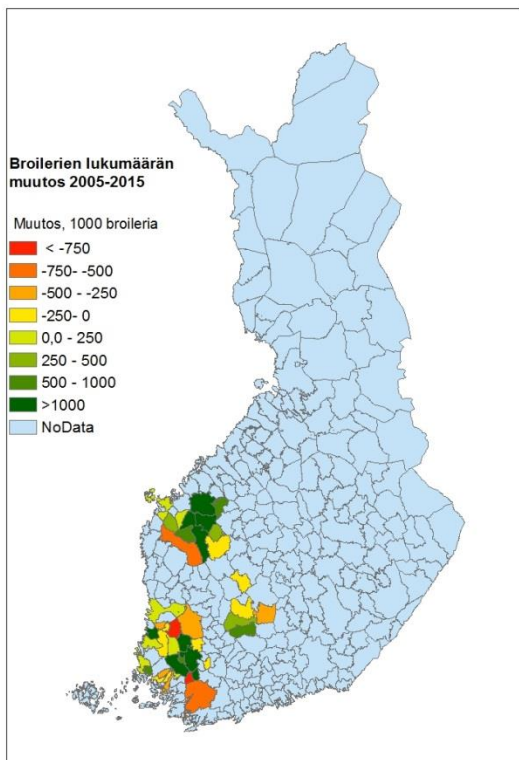 Broilerien lukumäärän
muutos 2005-2015
Muutos, 1000 broileria
< -750
-750- -500
-500 - -250
-250- 0
0,0 - 250
250 - 500
500 - 1000
>1000
NoData